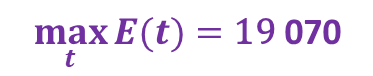 max E(t) = 19 070
t